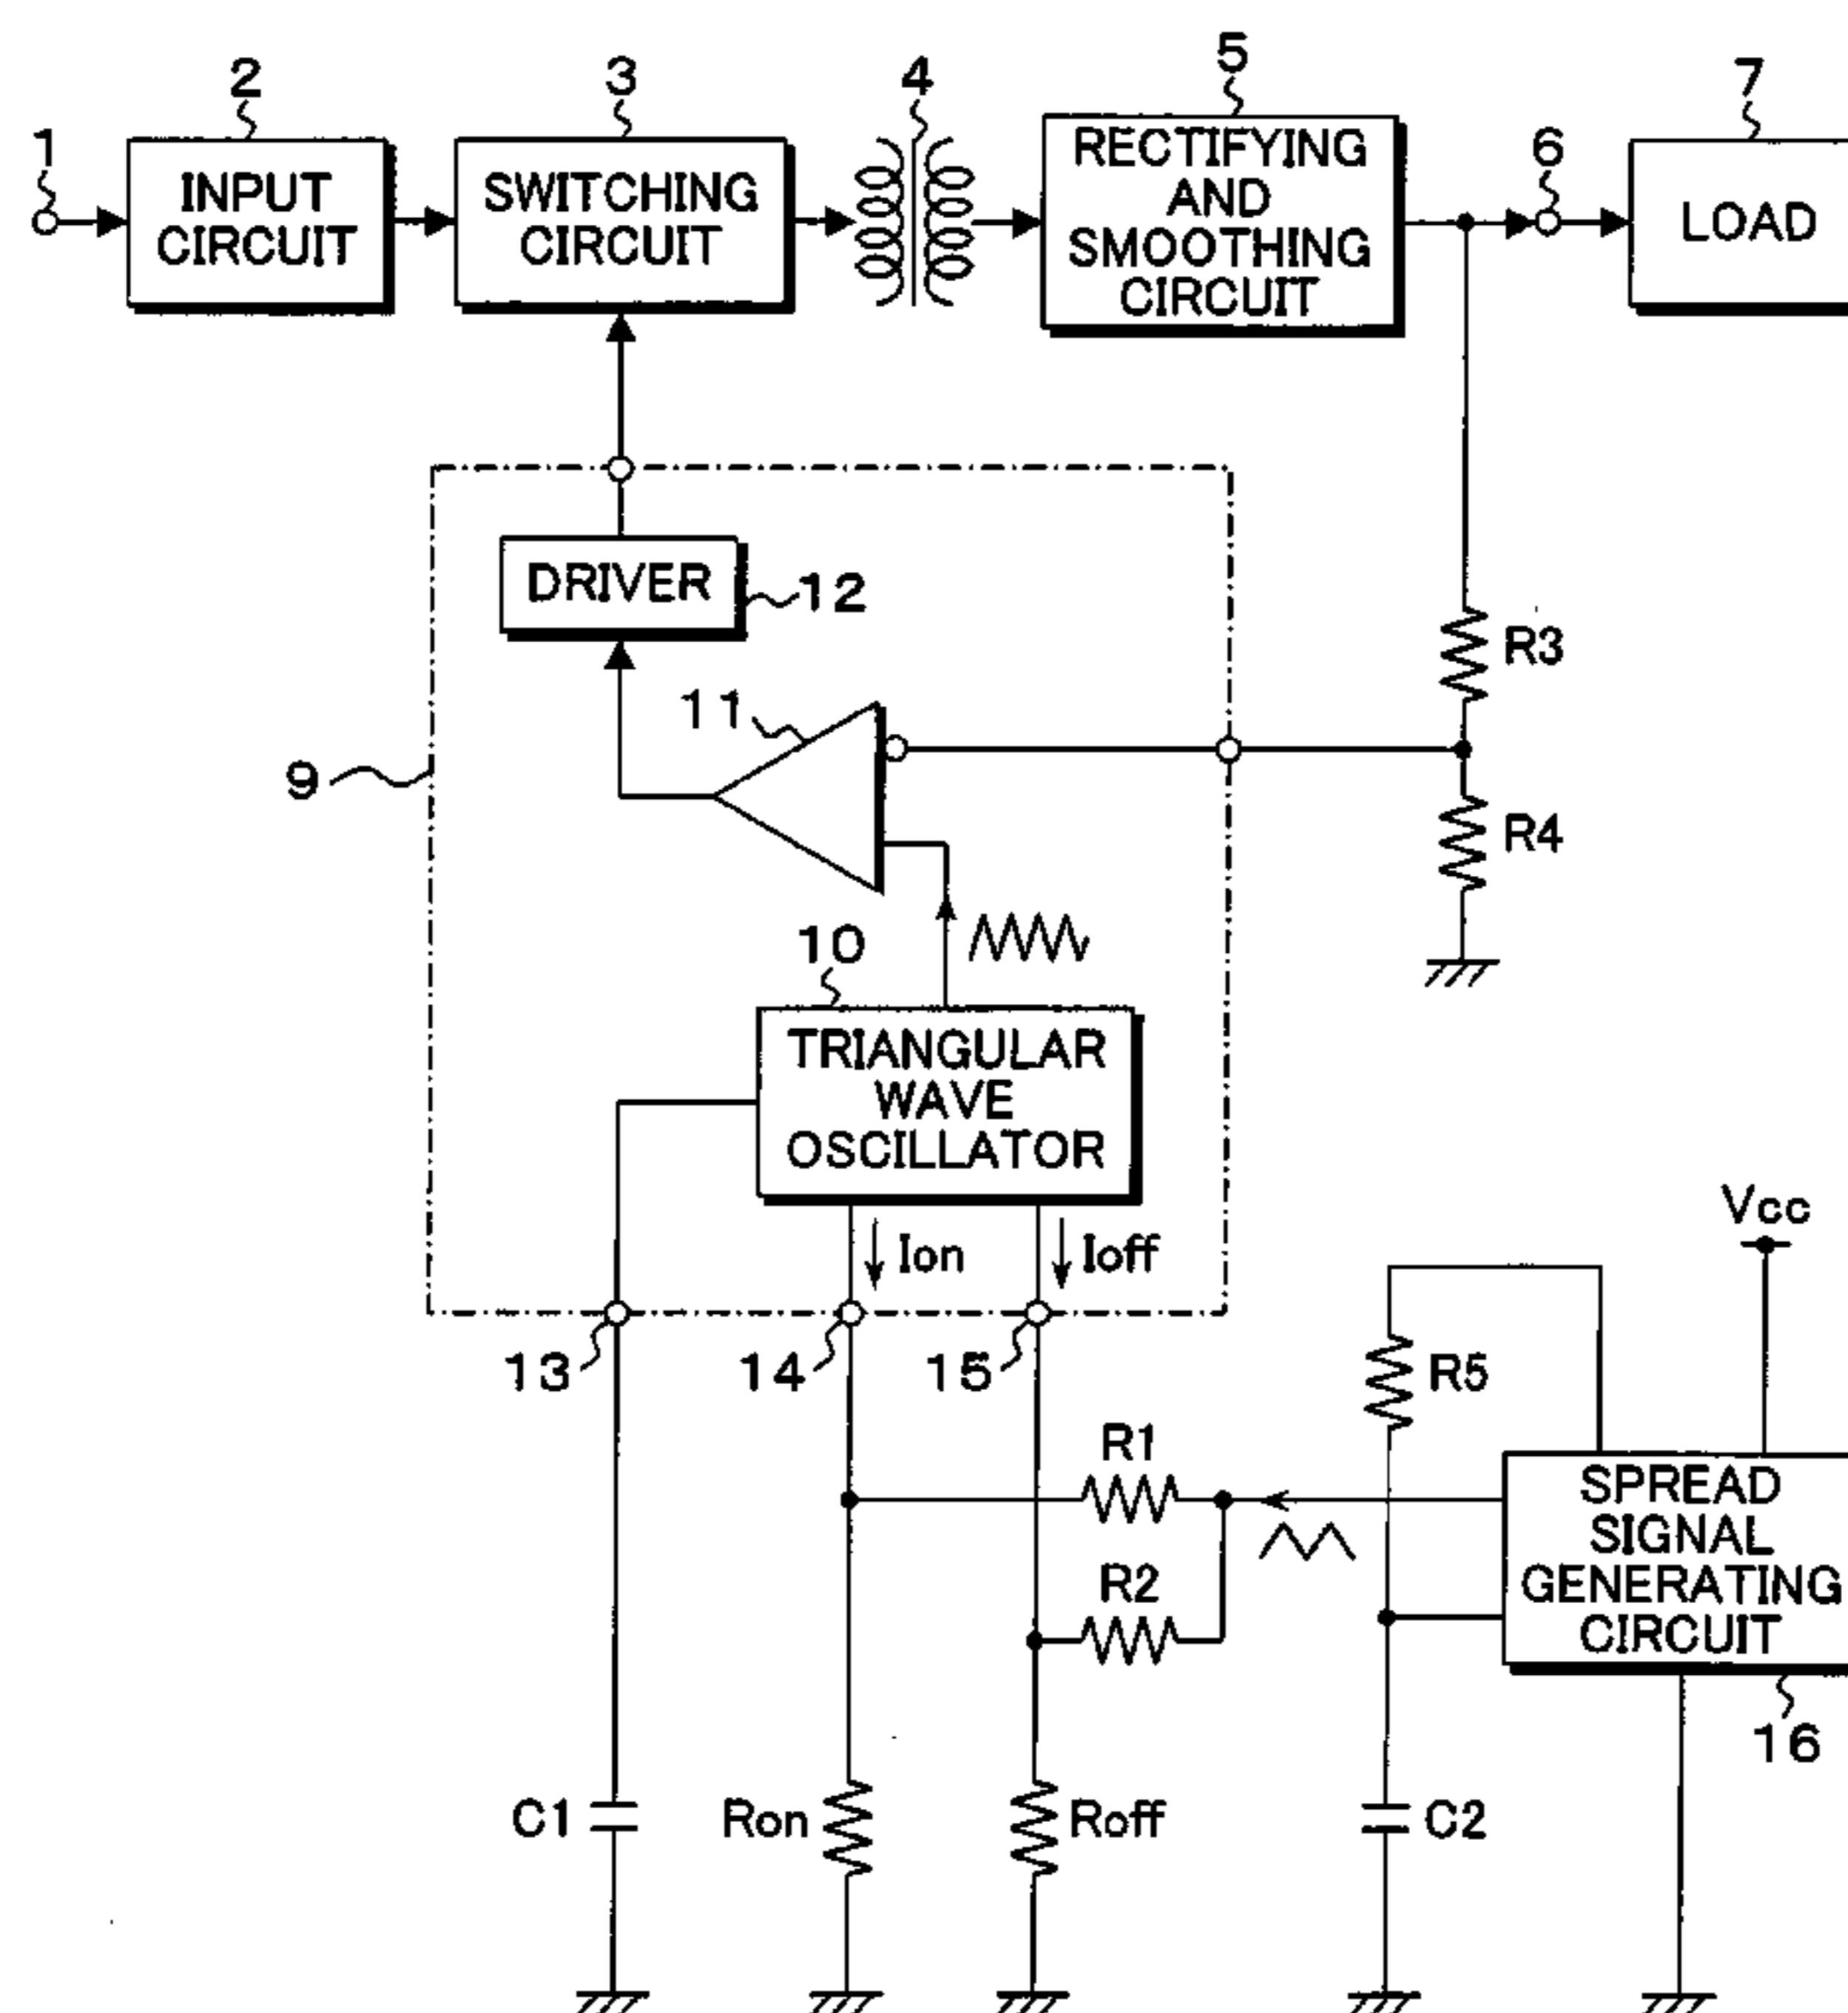 1
2
3
4
5
6
7
INPUT
CIRCUIT
SWITCHING
CIRCUIT
RECTIFYING
AND
SMOOTHING
CIRCUIT
LOAD
DRIVER
12
R3
11
9
R4
10
TRIANGULAR
WAVE
OSCILLATOR
Ion
Ioff
Vcc
13
14
15
R5
R1
R2
SPREAD
SIGNAL
GENERATING
CIRCUIT
16
C1
Ron
Roff
C2